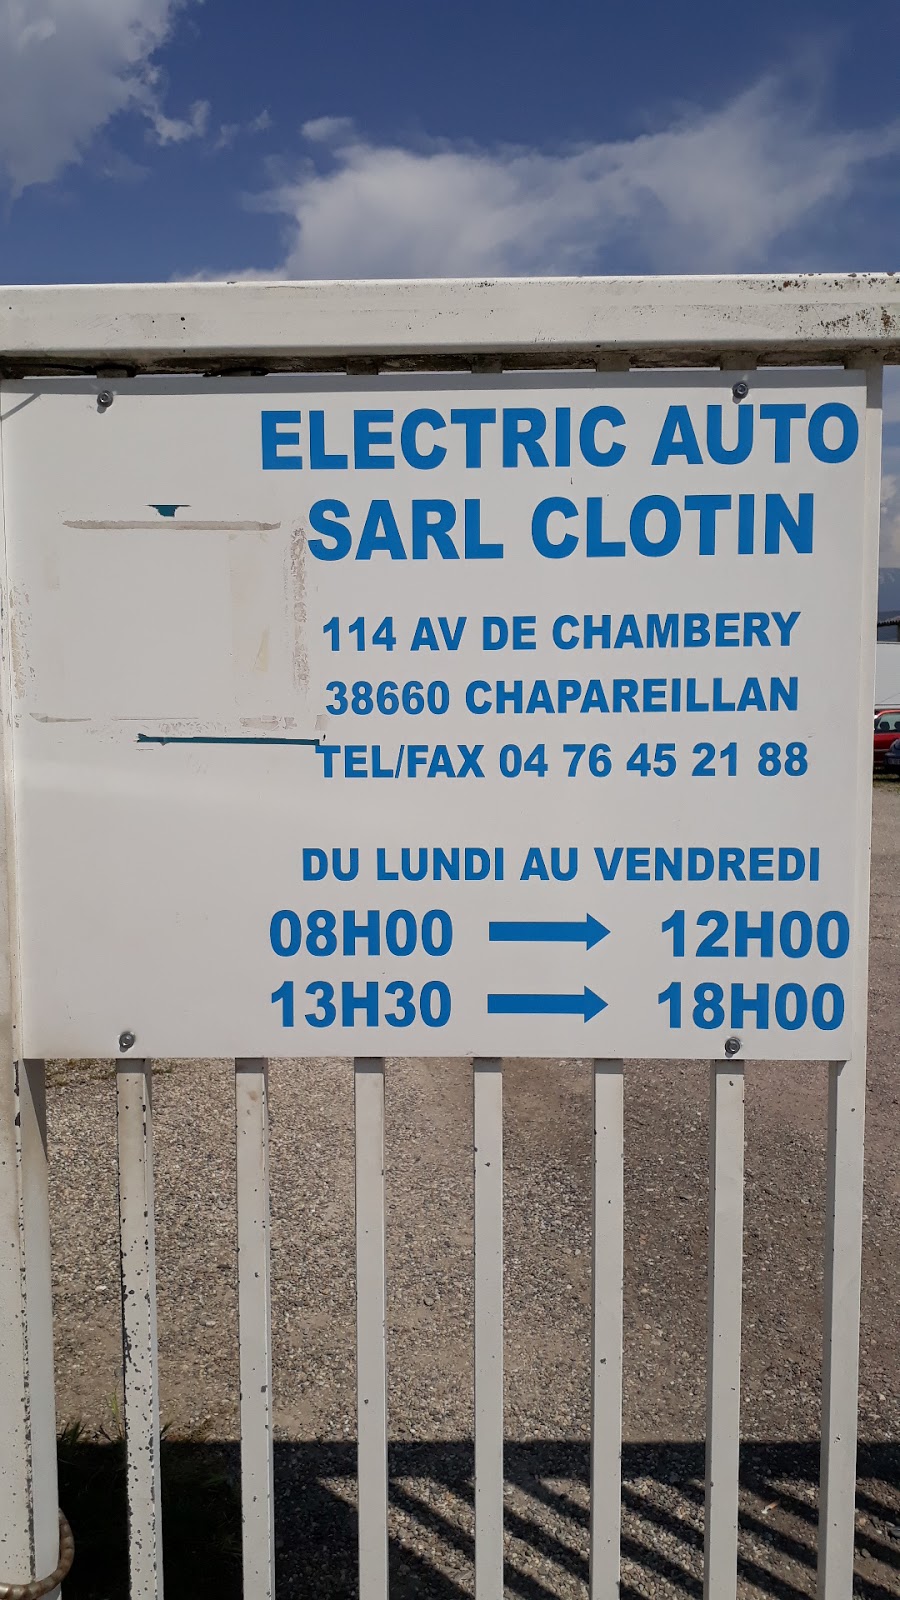 ELECTRIC AUTO
SARL CLOTIN
114 AV DE CHAMBERY
38660 CHAPAREILLAN
TEL/FAX 04 76 45 21 88
DU LUNDI AU VENDREDI
08H00 → 12H00
13H30 → 18H00